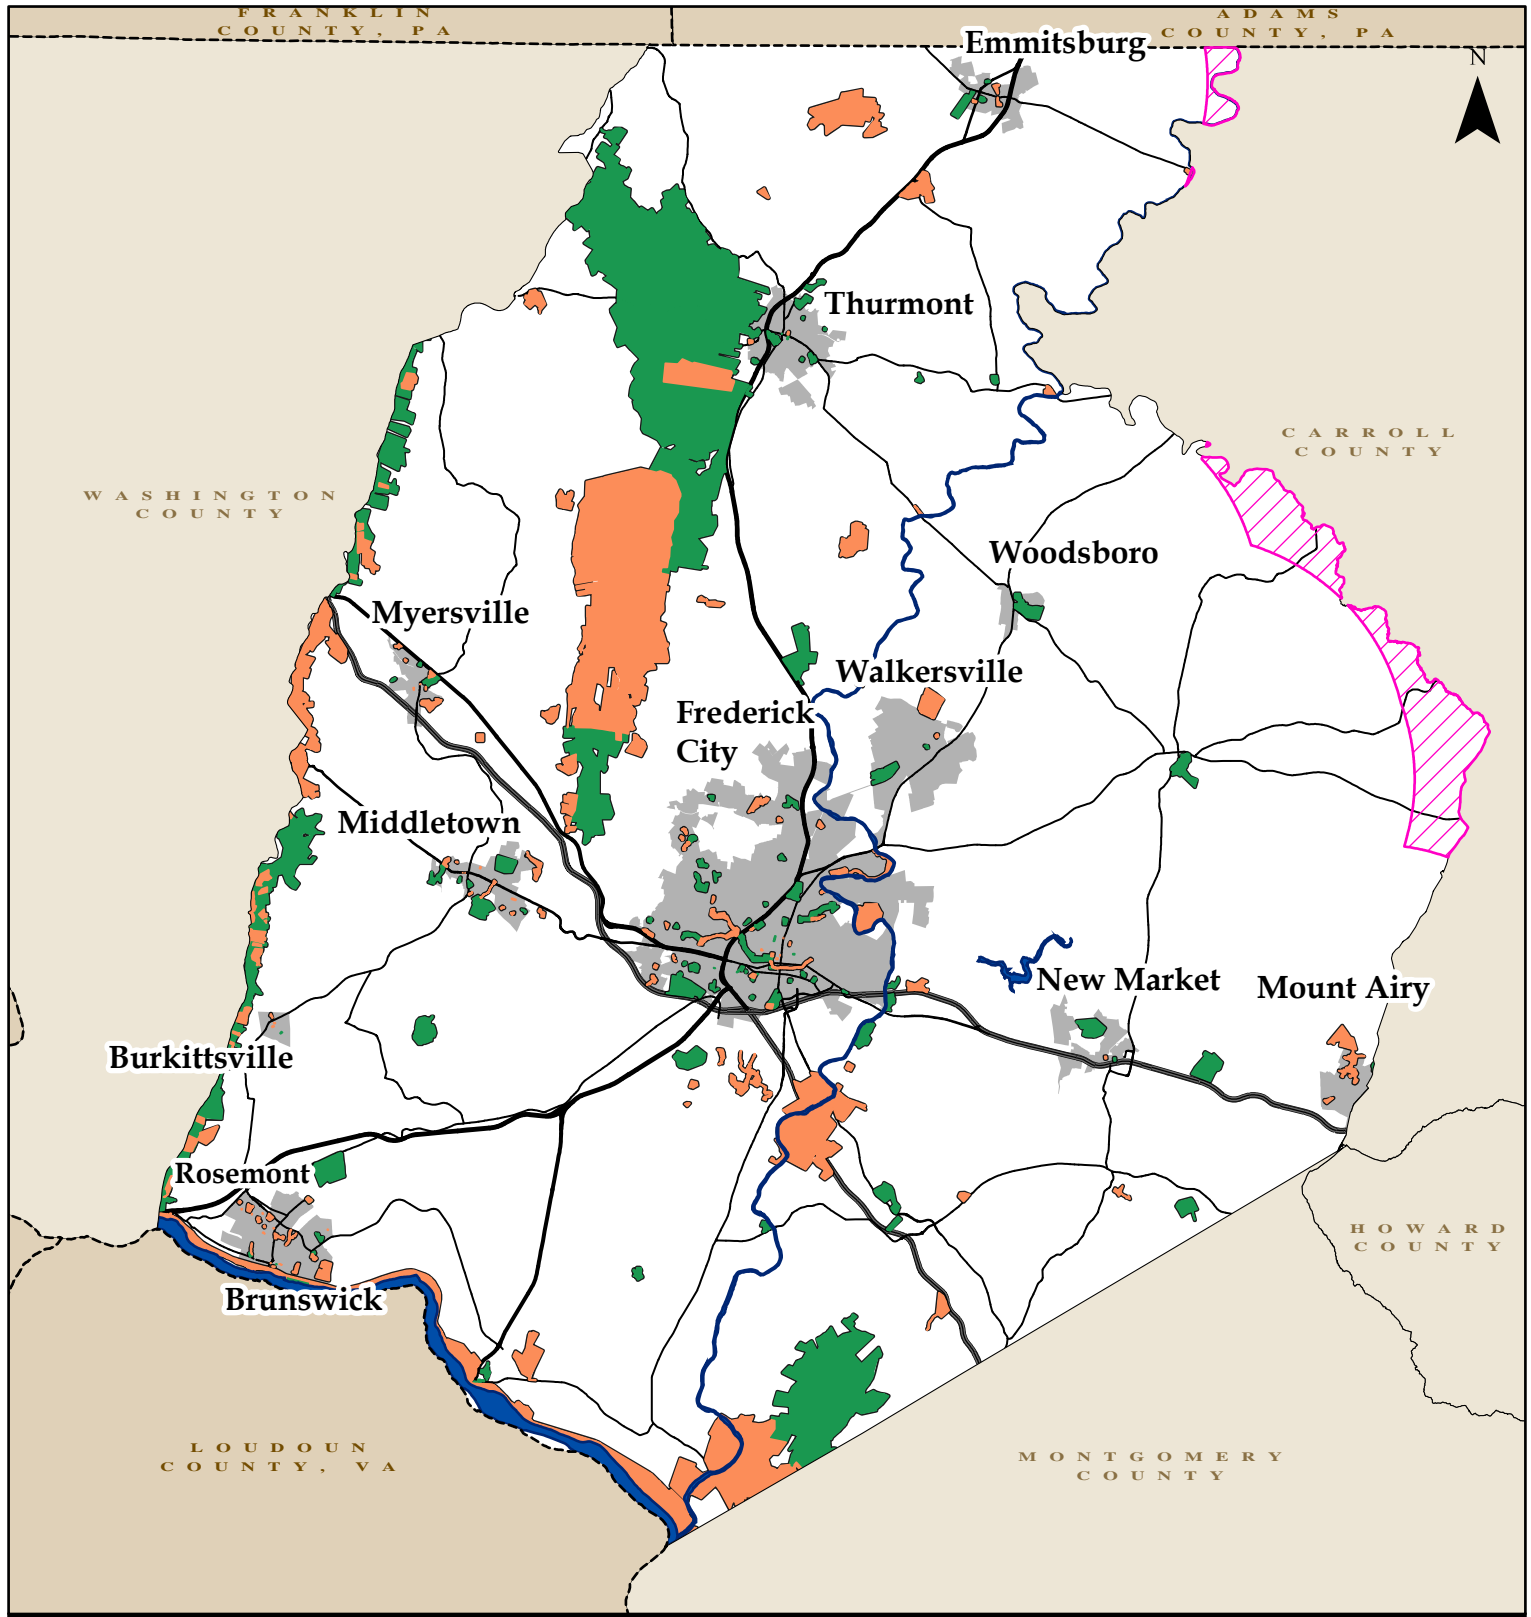 FRANKLIN
COUNTY, PA
ADAMS
COUNTY, PA
Emmitsburg
N
Thurmont
CARROLL
COUNTY
WASHINGTON
COUNTY
Woodsboro
Myersville
Walkersville
Frederick
City
Middletown
New Market
Mount Airy
Burkittsville
Rosemont
HOWARD
COUNTY
Brunswick
LOUDOUN
COUNTY, VA
MONTGOMERY
COUNTY